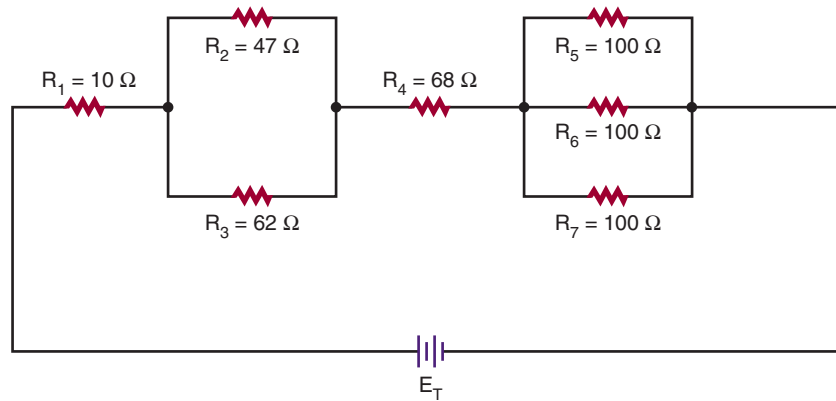 R2 = 47 Ω
R5 = 100 Ω
R1 = 10 Ω
R4 = 68 Ω
R6 = 100 Ω
R3 = 62 Ω
R7 = 100 Ω
ET